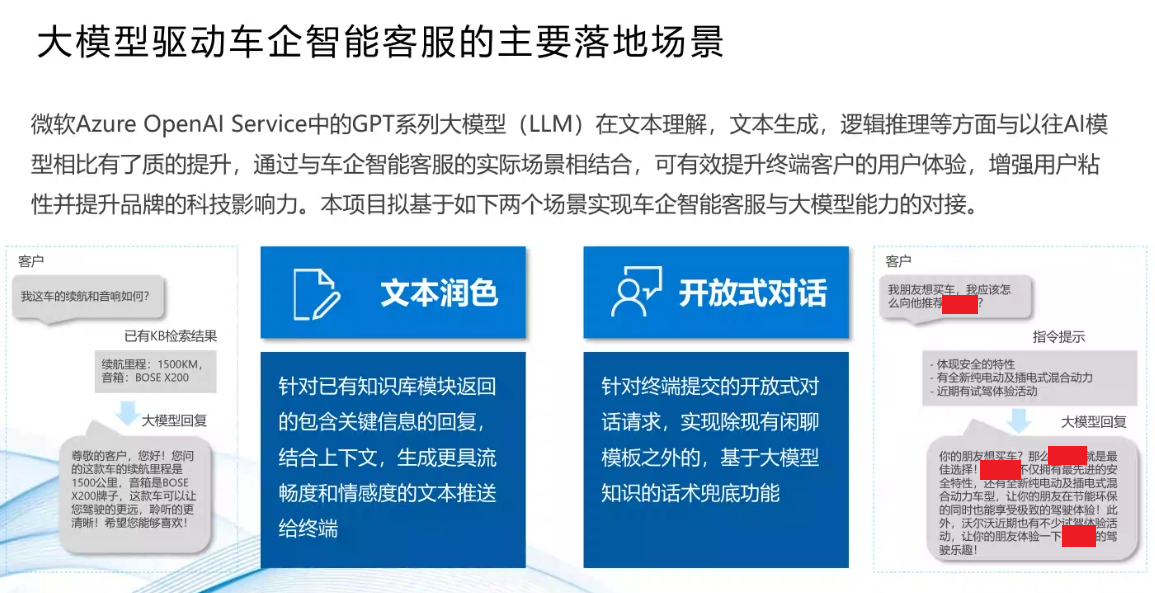 大模型驱动车企智能客服的主要落地场景
微软Azure OpenAI Service中的GPT系列大模型（LLM）在文本理解，文本生成，逻辑推理等方面与以往AI模
型相比有了质的提升，通过与车企智能客服的实际场景相结合，可有效提升终端客户的用户体验，增强用户粘
性并提升品牌的科技影响力。本项目拟基于如下两个场景实现车企智能客服与大模型能力的对接。
客户
我这车的续航和音响如何？
已有KB检索结果
续航里程：1500KM，
音箱：BOSE X200
大模型回复
尊敬的客户，您好！您问
的这款车的续航里程是
1500公里，音箱是BOSE
X200牌子，这款车可以让
您驾驶的更远，聆听的更
清晰！希望您能够喜欢！
文本润色
针对已有知识库模块返回
的包含关键信息的回复，
结合上下文，生成更具流
畅度和情感度的文本推送
给终端
开放式对话
针对终端提交的开放式对
话请求，实现除现有闲聊
模板之外的，基于大模型
知识的话术兜底功能
客户
我朋友想买车，我应该怎
么向他推荐？
指令提示
- 体现安全的特性
- 有全新纯电动及插电式混合动力
- 近期有试驾体验活动
大模型回复
你的朋友想买车？那么就是最
佳选择！不仅拥有最先进的安
全特性，还有全新纯电动及插电式混
合动力车型，让你的朋友在节能环保
的同时也能享受极致的驾驶体验！此
外，沃尔沃近期也有不少试驾体验活
动，让你的朋友体验一下的驾
驶乐趣！